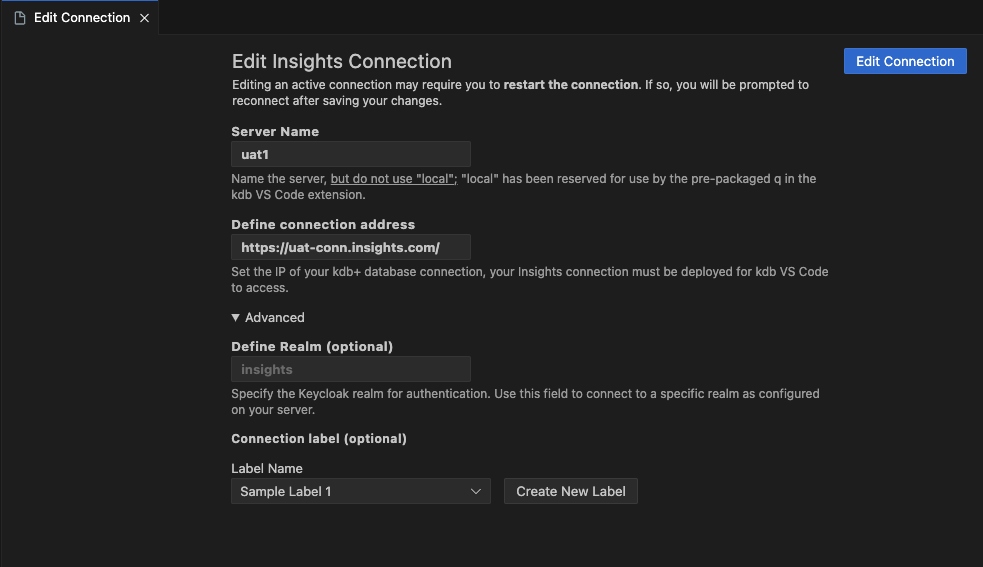 Edit Connection
Edit Insights Connection
Edit Connection
Editing an active connection may require you to restart the connection. If so, you will be prompted to
reconnect after saving your changes.
Server Name
uat1
Name the server, but do not use "local"; "local" has been reserved for use by the pre-packaged q in the
kdb VS Code extension.
Define connection address
https://uat-conn.insights.com/
Set the IP of your kdb+ database connection, your Insights connection must be deployed for kdb VS Code
to access.
Advanced
Define Realm (optional)
insights
Specify the Keycloak realm for authentication. Use this field to connect to a specific realm as configured
on your server.
Connection label (optional)
Label Name
Sample Label 1
Create New Label